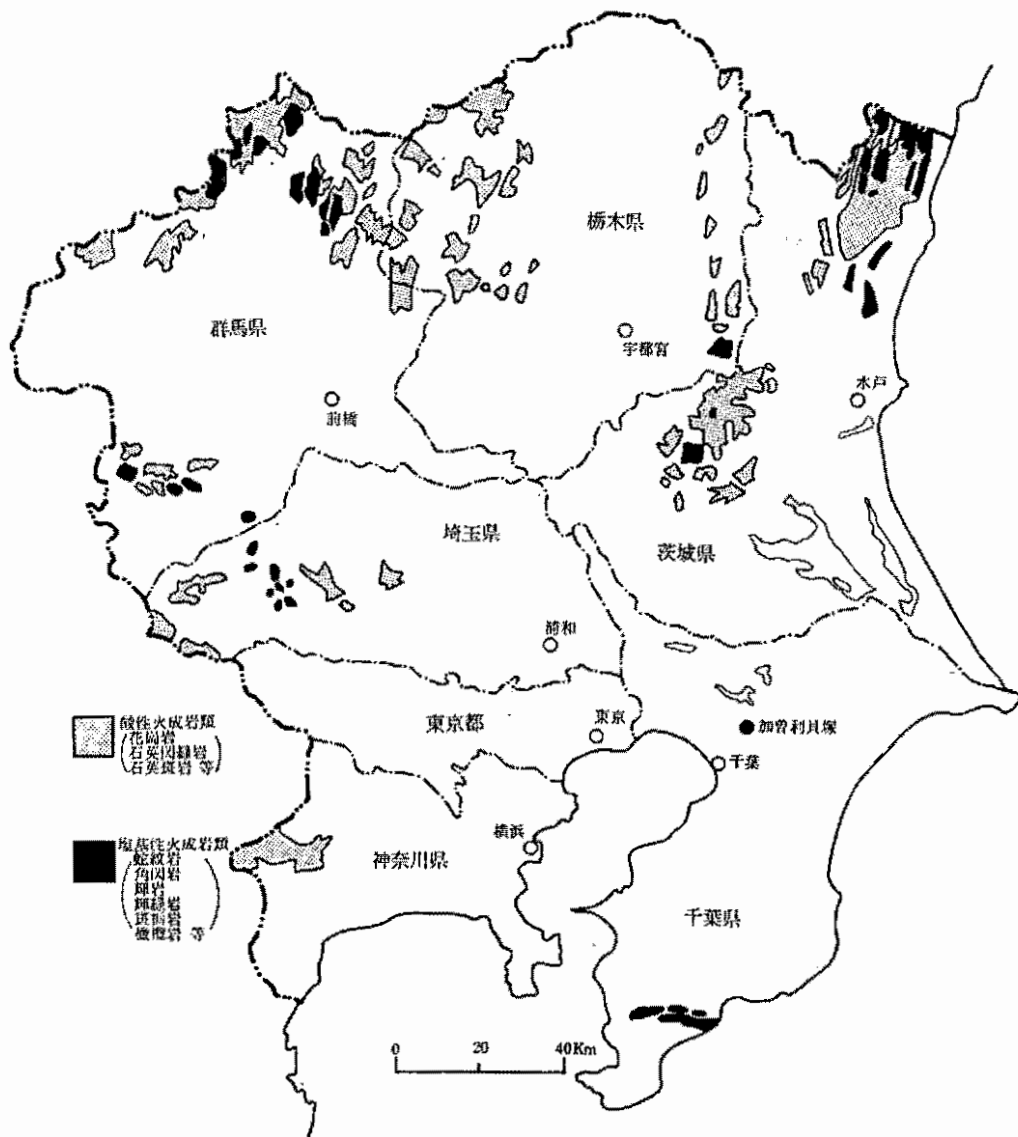 栃木県
群馬県
宇都宮
水戸
前橋
埼玉県
茨城県
浦和
酸性火成岩類
花崗岩
石英閃緑岩
石英斑岩 等
東京都
東京
加曽利貝塚
千葉
横浜
塩基性火成岩類
蛇紋岩
角閃岩
輝岩
輝緑岩
斑粝岩
橄欖岩 等
神奈川県
千葉県
0 20 40Km